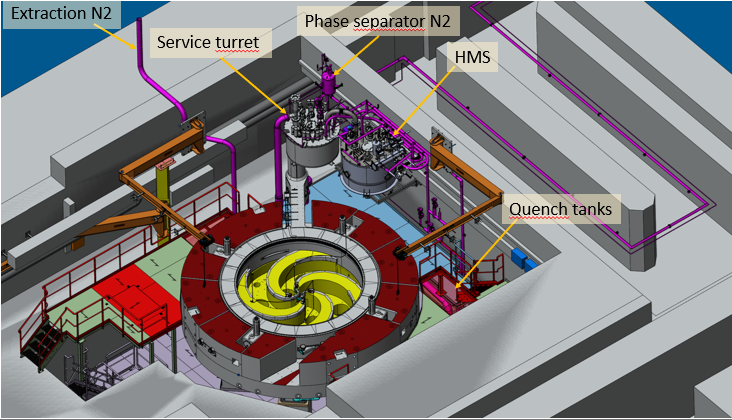 Extraction N2
Phase separator N2
Service turret
HMS
Quench tanks